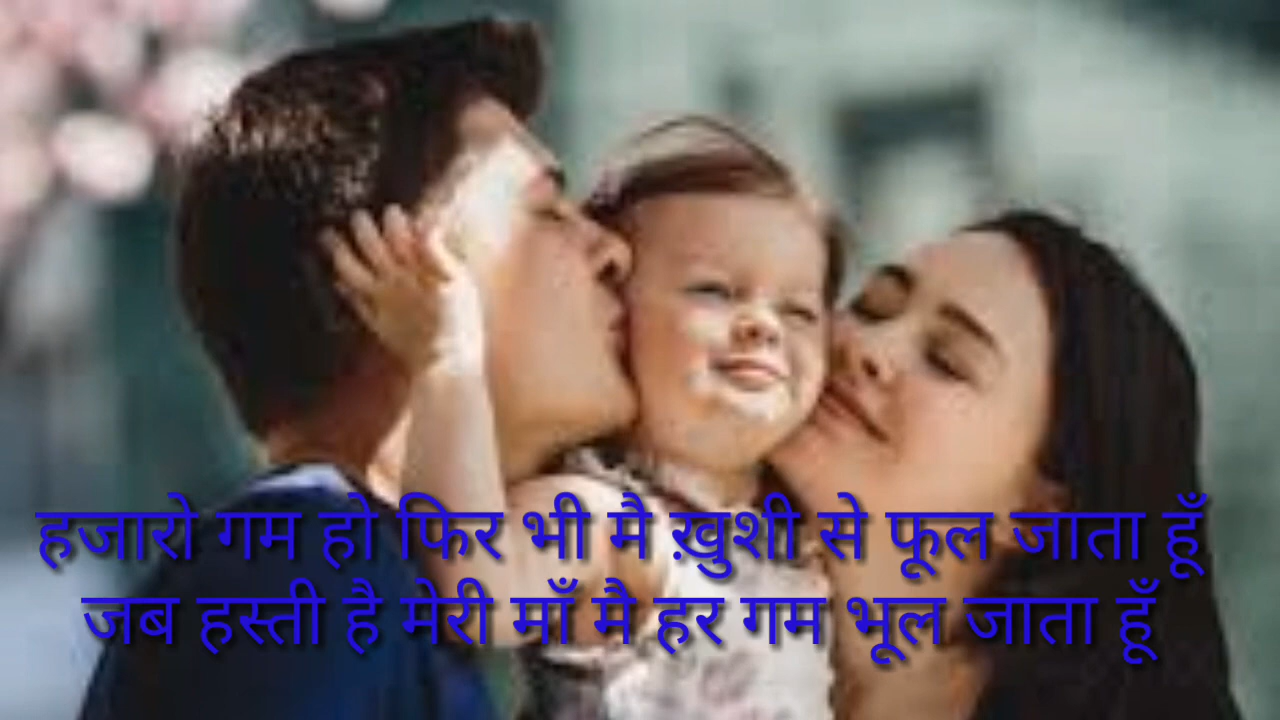 हजारो गम हो फिर भी मै ख़ुशी से फूल जाता हूँ
जब हस्ती है मेरी माँ मै हर गम भूल जाता हूँ